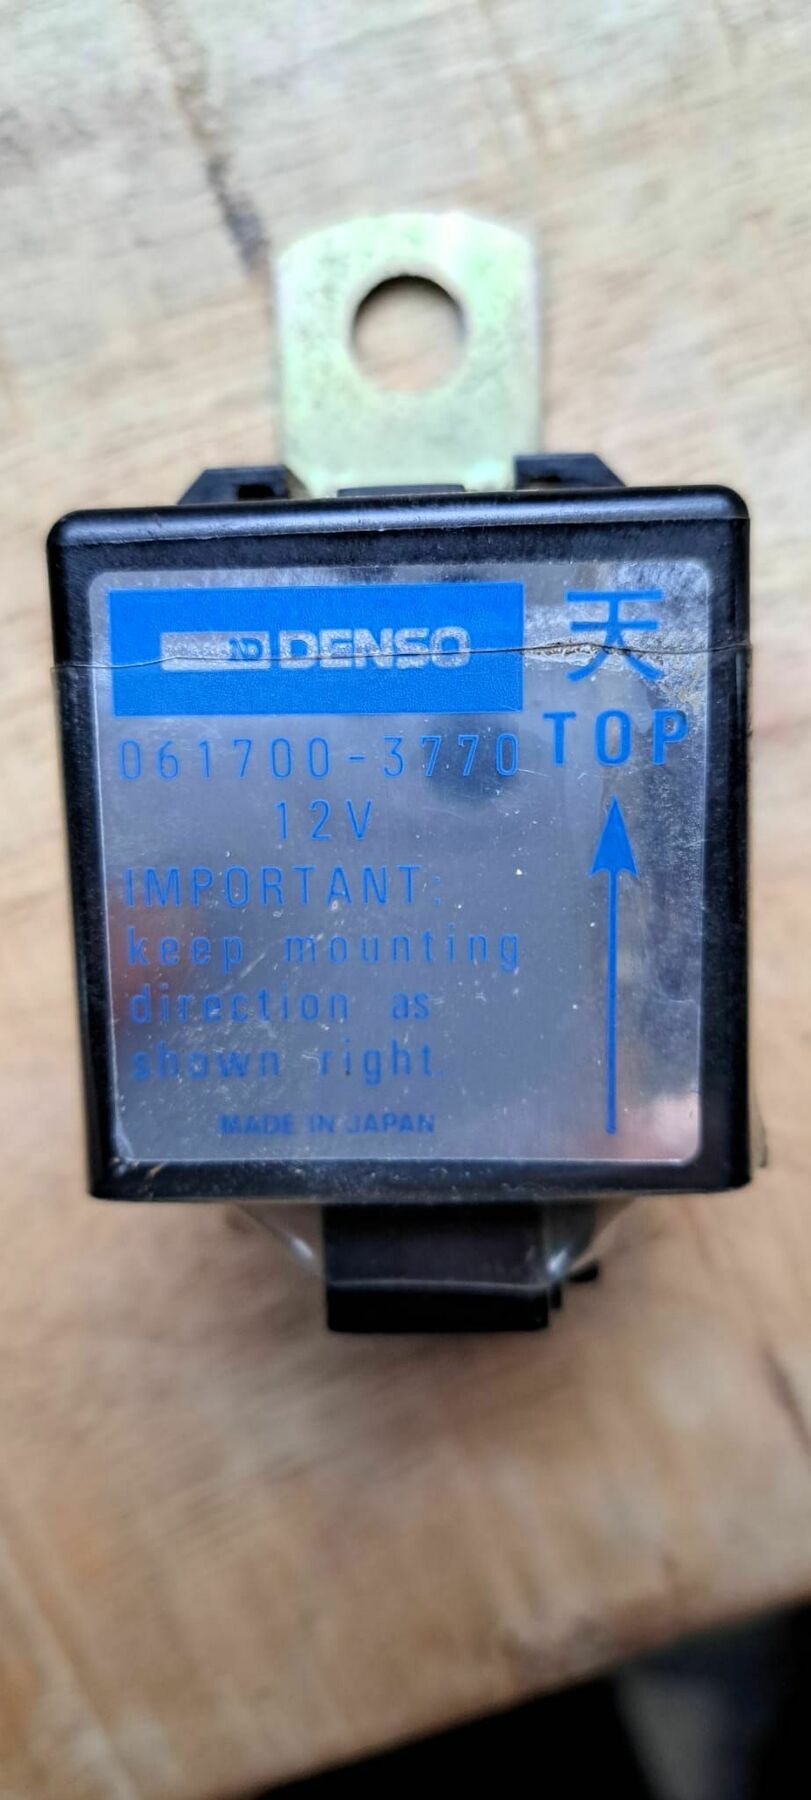 ND DENSO
天
061700-3770
TOP
12V
IMPORTANT:
keep mounting
direction as
shown right.
MADE IN JAPAN